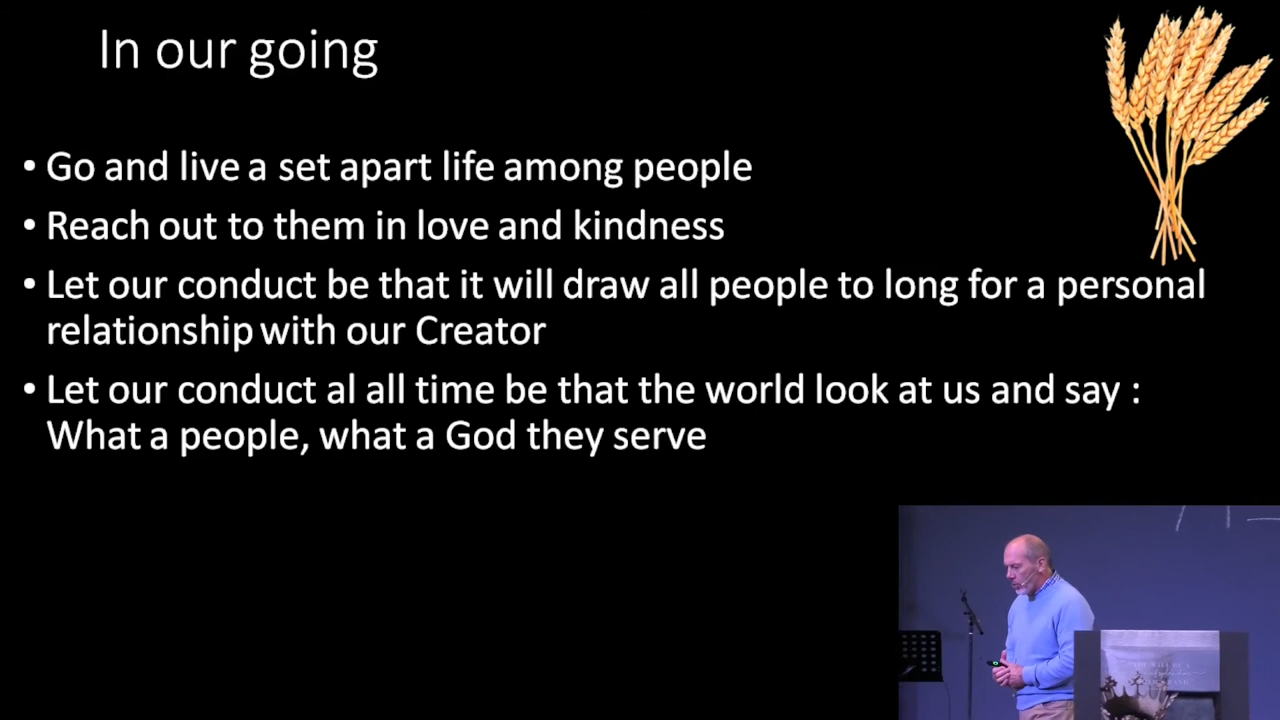 In our going
• Go and live a set apart life among people
• Reach out to them in love and kindness
• Let our conduct be that it will draw all people to long for a personal
relationship with our Creator
• Let our conduct al all time be that the world look at us and say :
What a people, what a God they serve